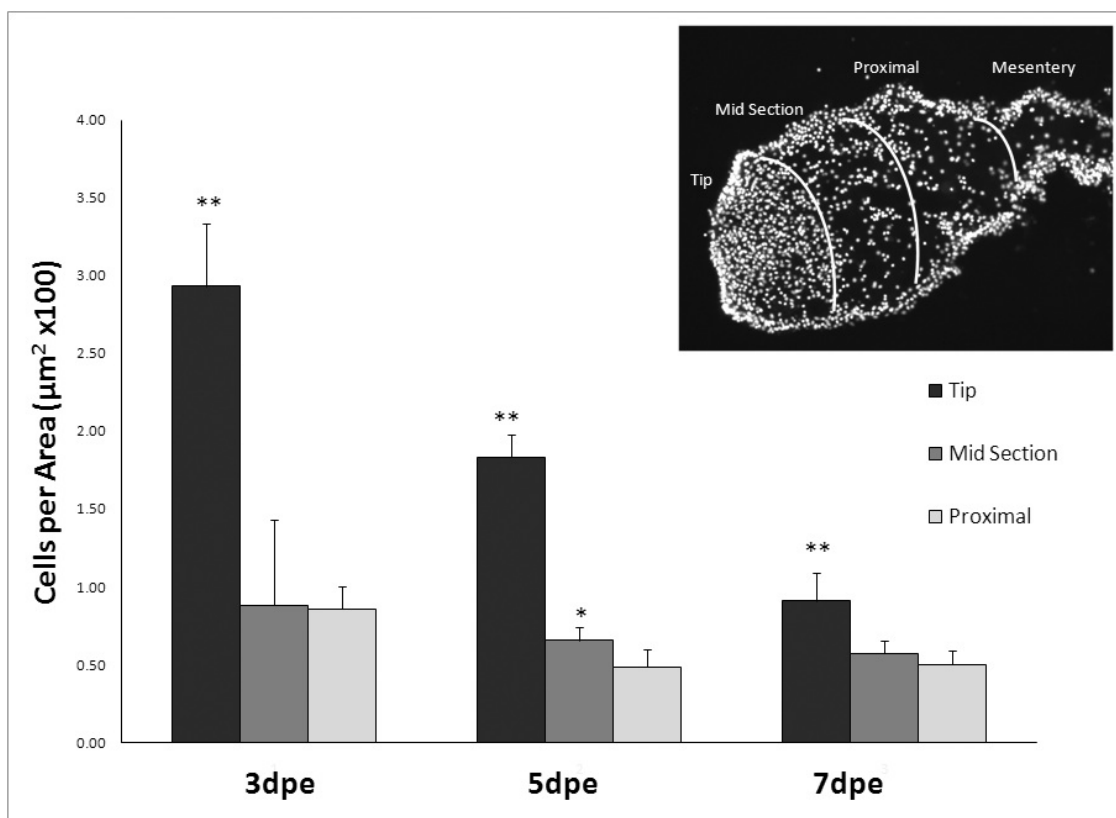 Proximal
Mesentery
Mid Section
Tip
Cells per Area (µm² x100)
4.00
3.50
3.00
2.50
2.00
1.50
1.00
0.50
0.00
**
**
*
**
Tip
Mid Section
Proximal
3dpe
5dpe
7dpe